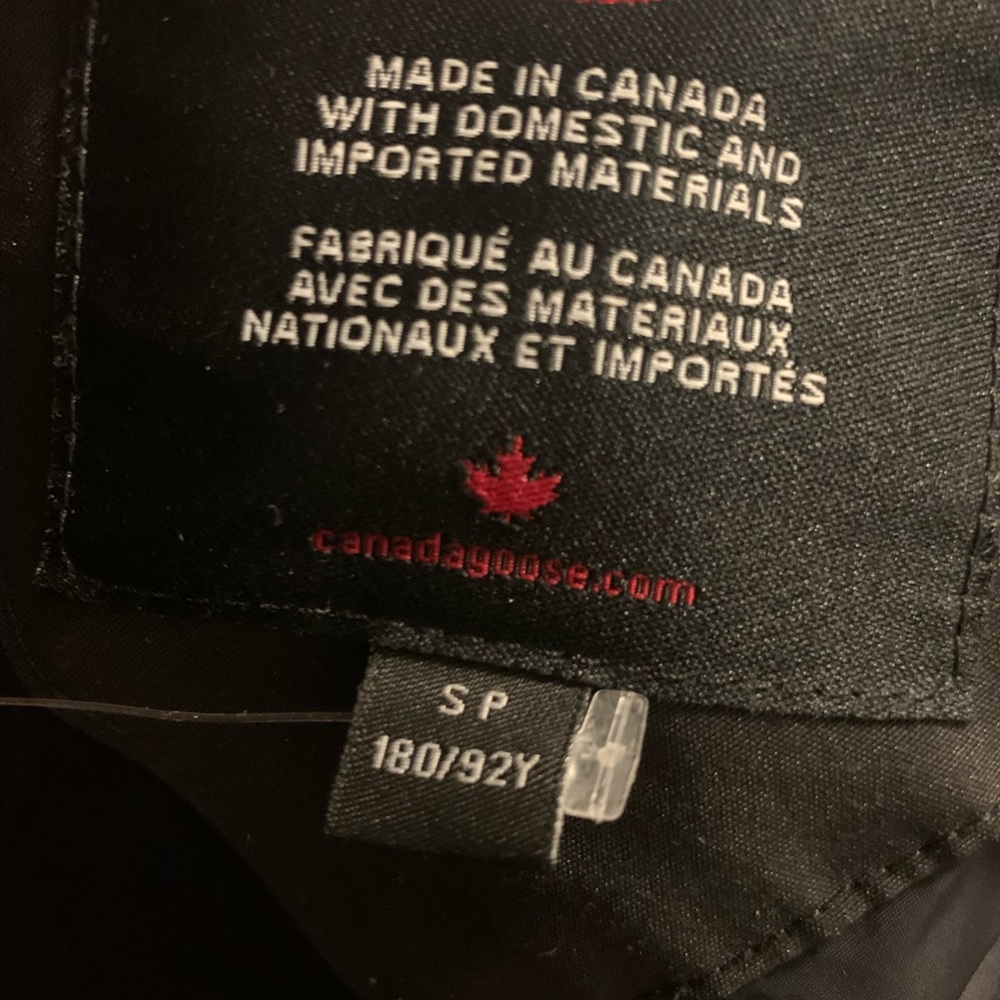 MADE IN CANADA
WITH DOMESTIC AND
IMPORTED MATERIALS
FABRIQUÉ AU CANADA
AVEC DES MATÉRIAUX
NATIONAUX ET IMPORTÉS
canadagoose.com
S P
180/92Y